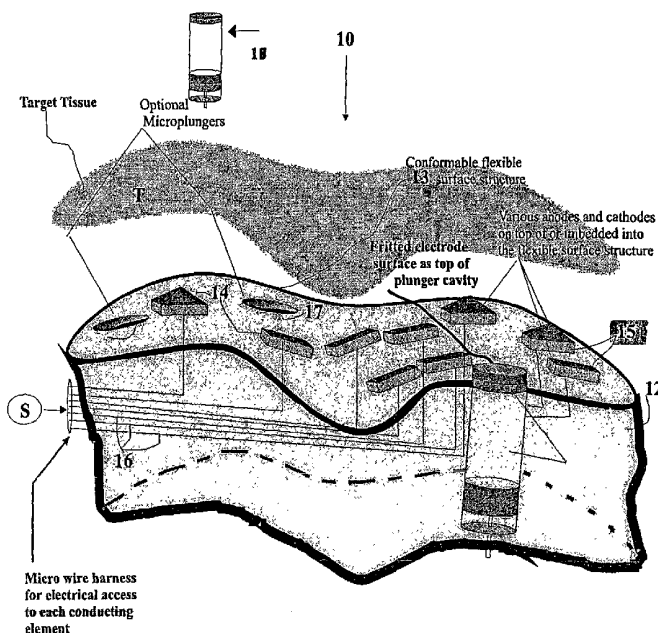 10
18
Target Tissue
Optional
Microplungers
Conformable flexible
13 surface structure
T
Various anodes and cathodes
on top of or imbedded into
the flexible surface structure
Fritted electrode
surface as top of
plunger cavity
14
17
15
12
S
16
Micro wire harness
for electrical access
to each conducting
element